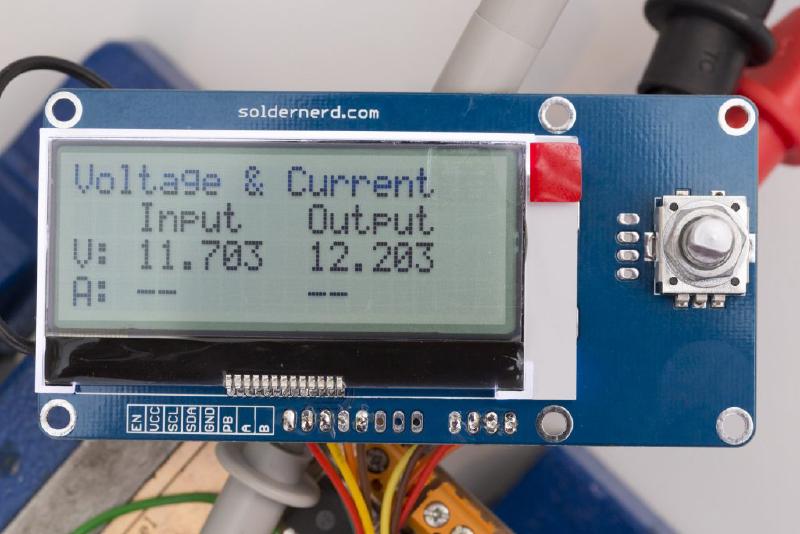 soldernerd.com
Voltage & Current
Input Output
V: 11.703 12.203
A: -- --
EN
VCC
SCL
SDA
GND
PB
A
B